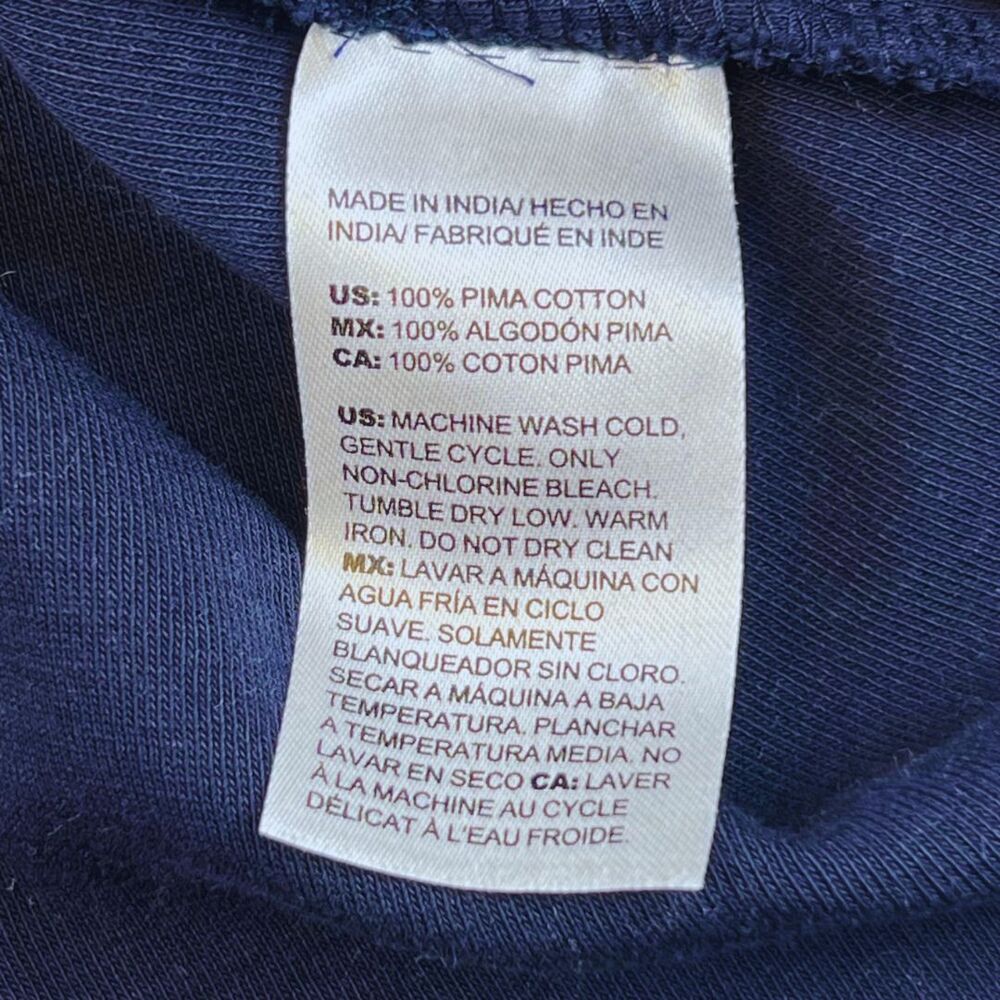 MADE IN INDIA/ HECHO EN
INDIA/ FABRIQUÉ EN INDE
US: 100% PIMA COTTON
MX: 100% ALGODÓN PIMA
CA: 100% COTON PIMA
US: MACHINE WASH COLD,
GENTLE CYCLE. ONLY
NON-CHLORINE BLEACH.
TUMBLE DRY LOW. WARM
IRON. DO NOT DRY CLEAN
MX: LAVAR A MÁQUINA CON
AGUA FRÍA EN CICLO
SUAVE. SOLAMENTE
BLANQUEADOR SIN CLORO.
SECAR A MÁQUINA A BAJA
TEMPERATURA. PLANCHAR
A TEMPERATURA MEDIA. NO
LAVAR EN SECO CA: LAVER
À LA MACHINE AU CYCLE
DÉLICAT À L'EAU FROIDE.